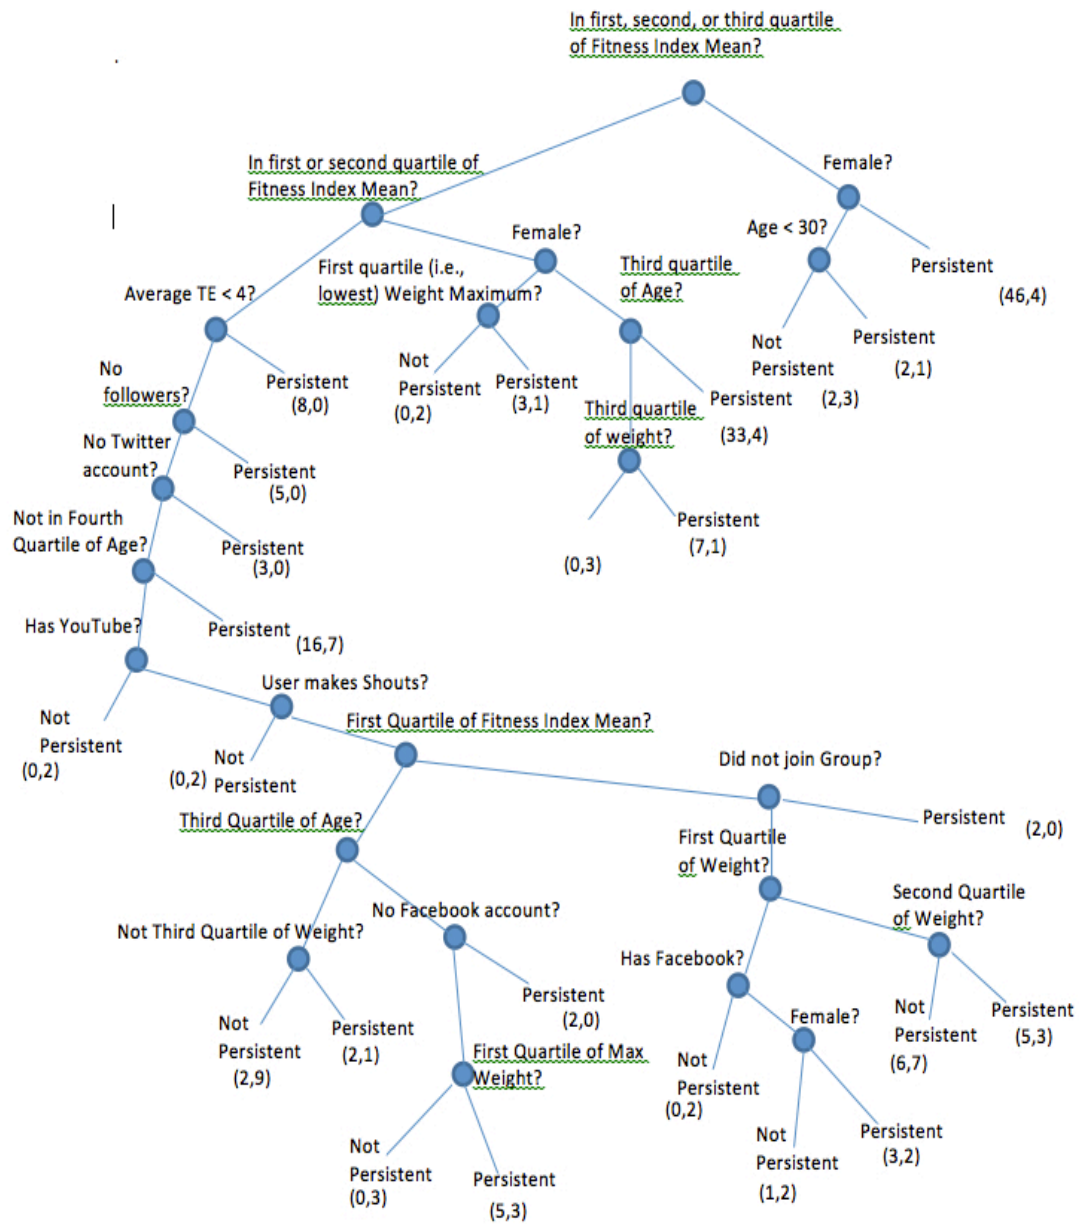 In first, second, or third quartile
of Fitness Index Mean?
In first or second quartile of
Fitness Index Mean?
Female?
Age < 30?
Persistent
(46,4)
Not
Persistent
(2,3)
Persistent
(2,1)
Female?
First quartile (i.e.,
lowest) Weight Maximum?
Third quartile
of Age?
Average TE < 4?
Not
Persistent
(0,2)
Persistent
(3,1)
Persistent
(33,4)
Third quartile
of weight?
(0,3)
Persistent
(7,1)
Persistent
(8,0)
No
followers?
Persistent
(5,0)
No Twitter
account?
Persistent
(3,0)
Not in Fourth
Quartile of Age?
Persistent
(16,7)
Has YouTube?
Not
Persistent
(0,2)
User makes Shouts?
Not
Persistent
(0,2)
First Quartile of Fitness Index Mean?
Did not join Group?
Persistent
(2,0)
Third Quartile of Age?
First Quartile
of Weight?
Second Quartile
of Weight?
Not Third Quartile of Weight?
No Facebook account?
Has Facebook?
Not
Persistent
(2,9)
Persistent
(2,1)
Persistent
(2,0)
First Quartile of Max
Weight?
Not
Persistent
(0,3)
Persistent
(5,3)
Not
Persistent
(0,2)
Female?
Not
Persistent
(1,2)
Persistent
(3,2)
Not
Persistent
(6,7)
Persistent
(5,3)